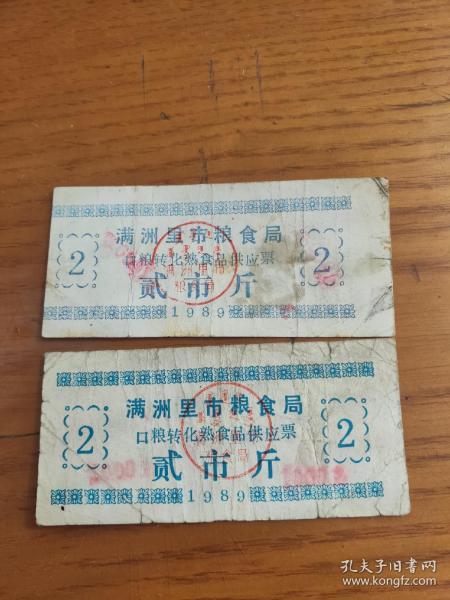 满洲里市粮食局
口粮转化熟食品供应票
2 贰市斤 2
1989
满洲里市粮食局
口粮转化熟食品供应票
2 贰市斤 2
1989
孔夫子旧书网
www.kongfz.com